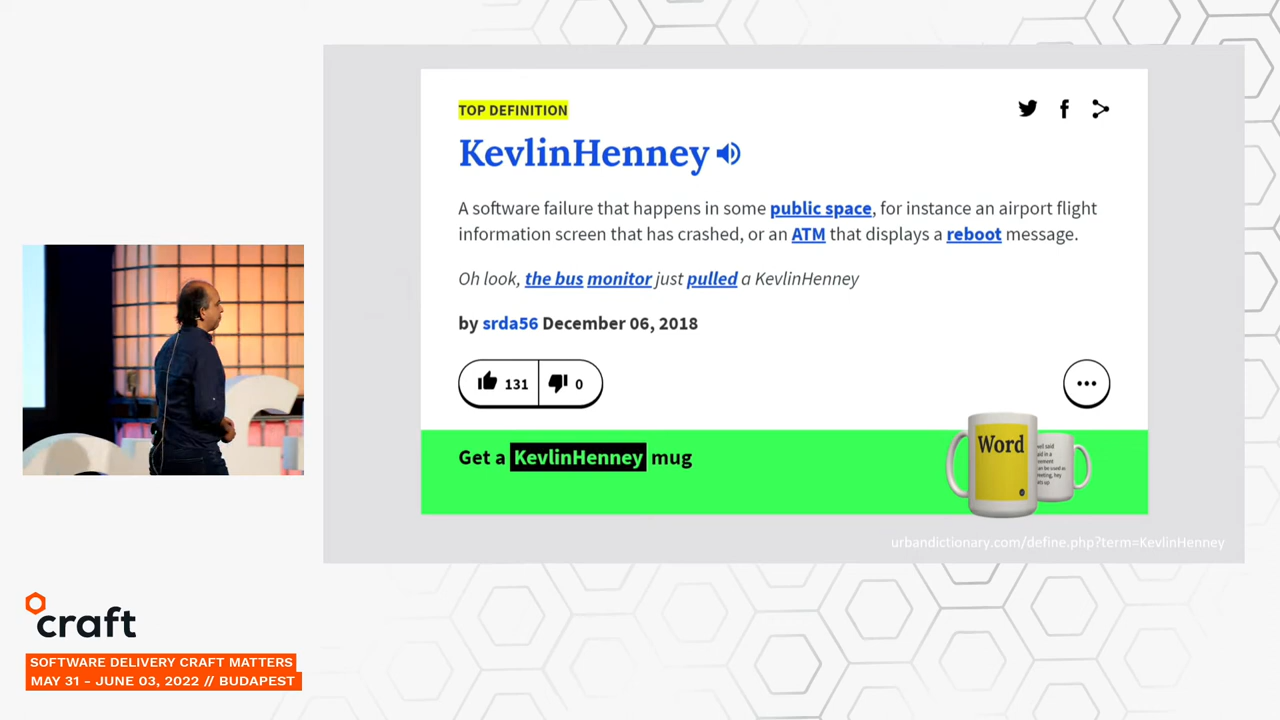 TOP DEFINITION
KevlinHenney
A software failure that happens in some public space, for instance an airport flight
information screen that has crashed, or an ATM that displays a reboot message.
Oh look, the bus monitor just pulled a KevlinHenney
by srda56 December 06, 2018
131 0
Get a KevlinHenney mug
Word
urbandictionary.com/define.php?term=KevlinHenney
craft
SOFTWARE DELIVERY CRAFT MATTERS
MAY 31 - JUNE 03, 2022 // BUDAPEST